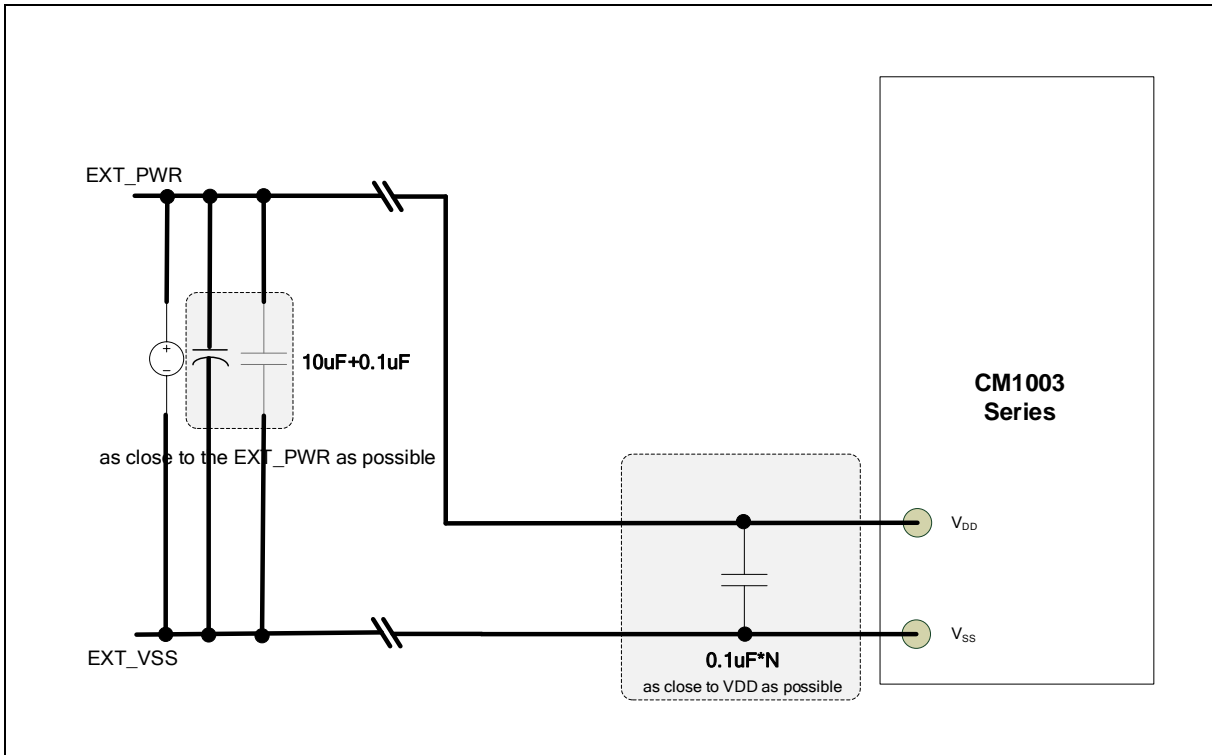 EXT_PWR
+
−
10uF+0.1uF
as close to the EXT_PWR as possible
EXT_VSS
CM1003
Series
VDD
VSS
0.1uF*N
as close to VDD as possible